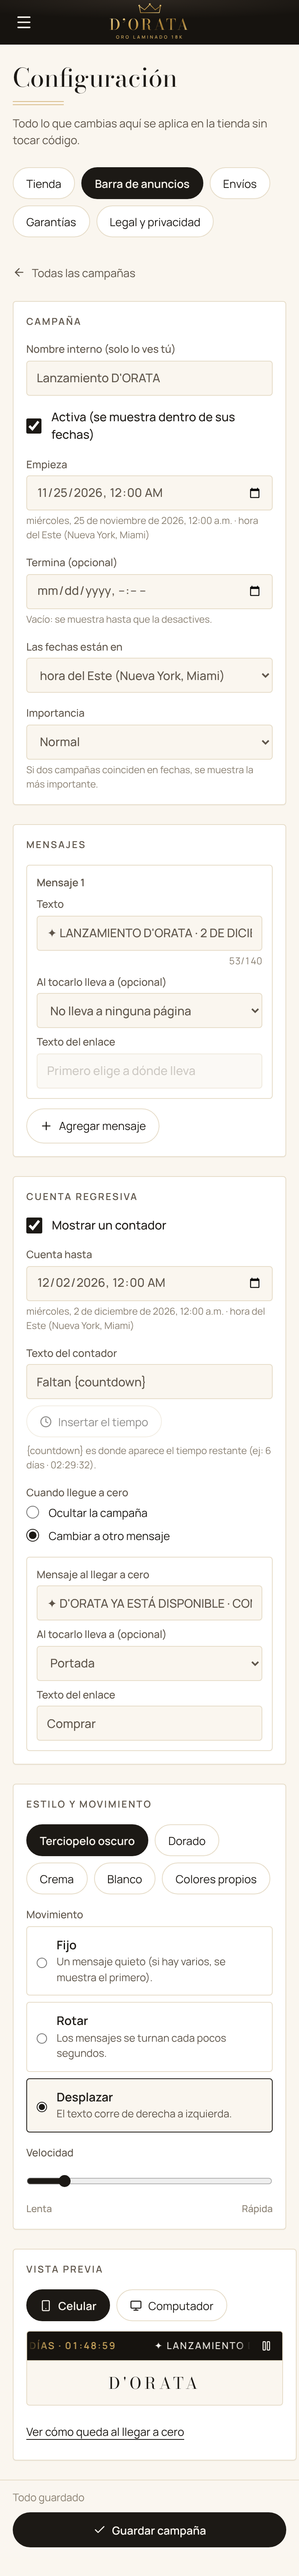 D'ORATA
ORO LAMINADO 18K
Configuración
Todo lo que cambias aquí se aplica en la tienda sin
tocar código.
Tienda
Barra de anuncios
Envíos
Garantías
Legal y privacidad
← Todas las campañas
CAMPAÑA
Nombre interno (solo lo ves tú)
Lanzamiento D'ORATA
Activa (se muestra dentro de sus
fechas)
Empieza
11/25/2026, 12:00 AM
miércoles, 25 de noviembre de 2026, 12:00 a.m. · hora
del Este (Nueva York, Miami)
Termina (opcional)
mm/dd/yyyy, --:-- --
Vacío: se muestra hasta que la desactives.
Las fechas están en
hora del Este (Nueva York, Miami)
Importancia
Normal
Si dos campañas coinciden en fechas, se muestra la
más importante.
MENSAJES
Mensaje 1
Texto
✦ LANZAMIENTO D'ORATA · 2 DE DICIE
53/140
Al tocarlo lleva a (opcional)
No lleva a ninguna página
Texto del enlace
Primero elige a dónde lleva
+ Agregar mensaje
CUENTA REGRESIVA
Mostrar un contador
Cuenta hasta
12/02/2026, 12:00 AM
miércoles, 2 de diciembre de 2026, 12:00 a.m. · hora del
Este (Nueva York, Miami)
Texto del contador
Faltan {countdown}
Insertar el tiempo
{countdown} es donde aparece el tiempo restante (ej: 6
días · 02:29:32).
Cuando llegue a cero
Ocultar la campaña
Cambiar a otro mensaje
Mensaje al llegar a cero
✦ D'ORATA YA ESTÁ DISPONIBLE · COM
Al tocarlo lleva a (opcional)
Portada
Texto del enlace
Comprar
ESTILO Y MOVIMIENTO
Terciopelo oscuro
Dorado
Crema
Blanco
Colores propios
Movimiento
Fijo
Un mensaje quieto (si hay varios, se
muestra el primero).
Rotar
Los mensajes se turnan cada pocos
segundos.
Desplazar
El texto corre de derecha a izquierda.
Velocidad
Lenta
Rápida
VISTA PREVIA
Celular
Computador
DÍAS · 01:48:59
✦ LANZAMIENTO
D'ORATA
Ver cómo queda al llegar a cero
Todo guardado
Guardar campaña